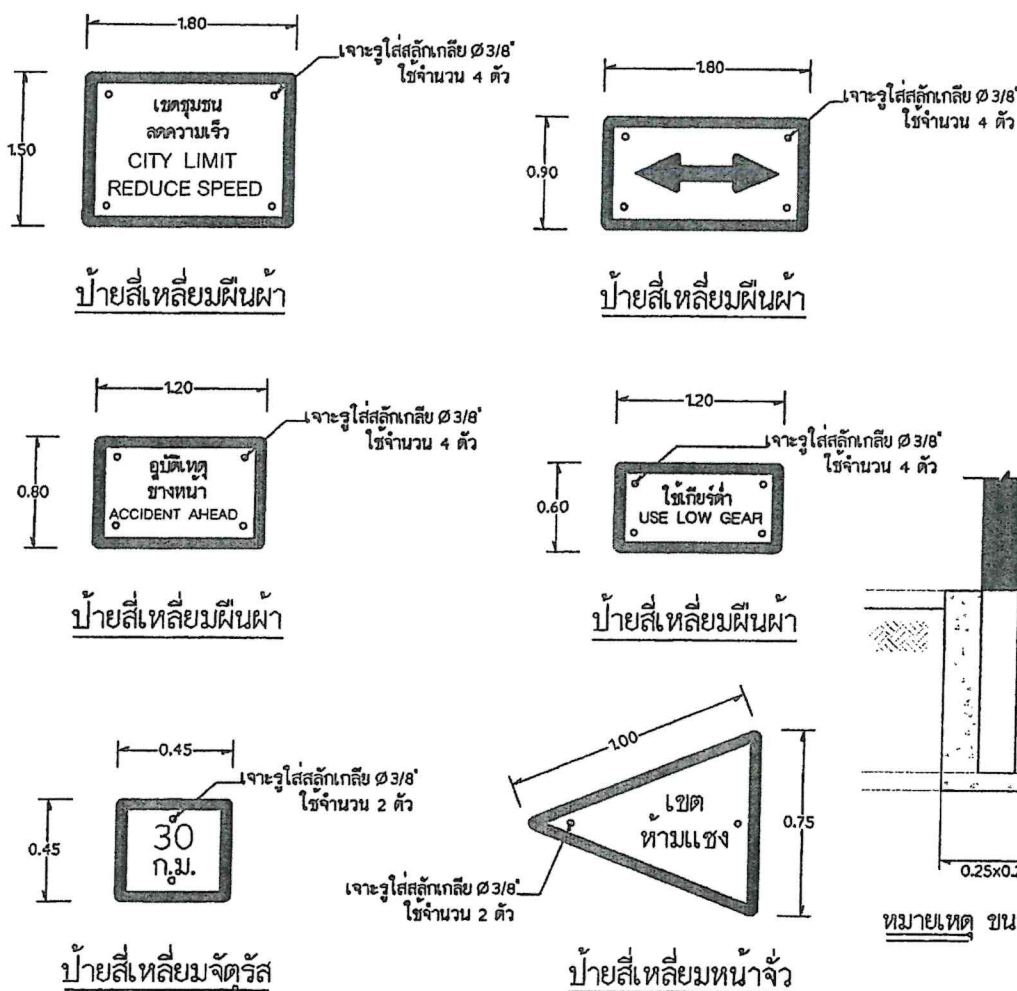 1.80
เจาะรูใส่สลักเกลียว Ø 3/8"
ใช้จำนวน 4 ตัว
1.50
เขตชุมชน
ลดความเร็ว
CITY LIMIT
REDUCE SPEED
ป้ายสี่เหลี่ยมผืนผ้า
1.80
เจาะรูใส่สลักเกลียว Ø 3/8"
ใช้จำนวน 4 ตัว
0.90
ป้ายสี่เหลี่ยมผืนผ้า
1.20
เจาะรูใส่สลักเกลียว Ø 3/8"
ใช้จำนวน 4 ตัว
0.80
อุบัติเหตุ
ข้างหน้า
ACCIDENT AHEAD
ป้ายสี่เหลี่ยมผืนผ้า
1.20
เจาะรูใส่สลักเกลียว Ø 3/8"
ใช้จำนวน 4 ตัว
0.60
ใช้เกียร์ต่ำ
USE LOW GEAR
ป้ายสี่เหลี่ยมผืนผ้า
0.45
เจาะรูใส่สลักเกลียว Ø 3/8"
ใช้จำนวน 2 ตัว
0.45
30
ก.ม.
ป้ายสี่เหลี่ยมจัตุรัส
1.00
เขต
ห้ามแซง
0.75
เจาะรูใส่สลักเกลียว Ø 3/8"
ใช้จำนวน 2 ตัว
ป้ายสี่เหลี่ยมหน้าจั่ว
0.25x0.2
หมายเหตุ ขน